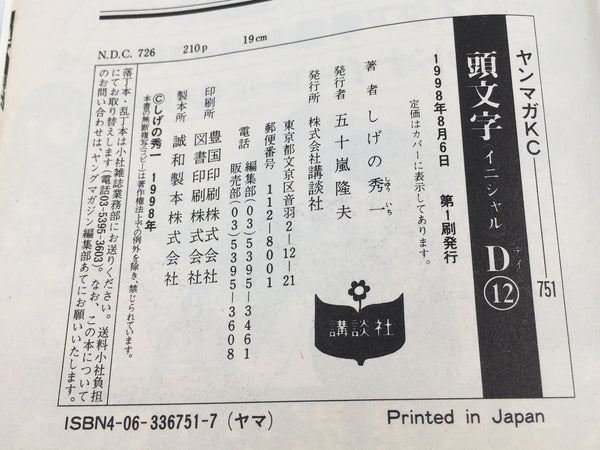 N.D.C. 726 210p 19cm
ヤンマガKC 751
頭文字〈イニシャル〉D⑫
ディ
1998年8月6日 第1刷発行
定価はカバーに表示してあります。
著者 しげの秀一
しゅういち
発行者 五十嵐隆夫
発行所 株式会社講談社
東京都文京区音羽2-12-21
郵便番号 112-8001
電話 編集部(03)5395-3461
販売部(03)5395-3608
印刷所 豊国印刷株式会社
図書印刷株式会社
製本所 誠和製本株式会社
©しげの秀一 1998年
本書の無断複写(コピー)は著作権法上での例外を除き、禁じられています。
落丁本・乱丁本は小社雑誌業務部にお送りください。送料小社負担
にてお取り替えします(電話03-5395-3603)。なお、この本について
のお問い合わせは、ヤングマガジン編集部あてにお願いいたします。
講談社
ISBN4-06-336751-7 (ヤマ)
Printed in Japan